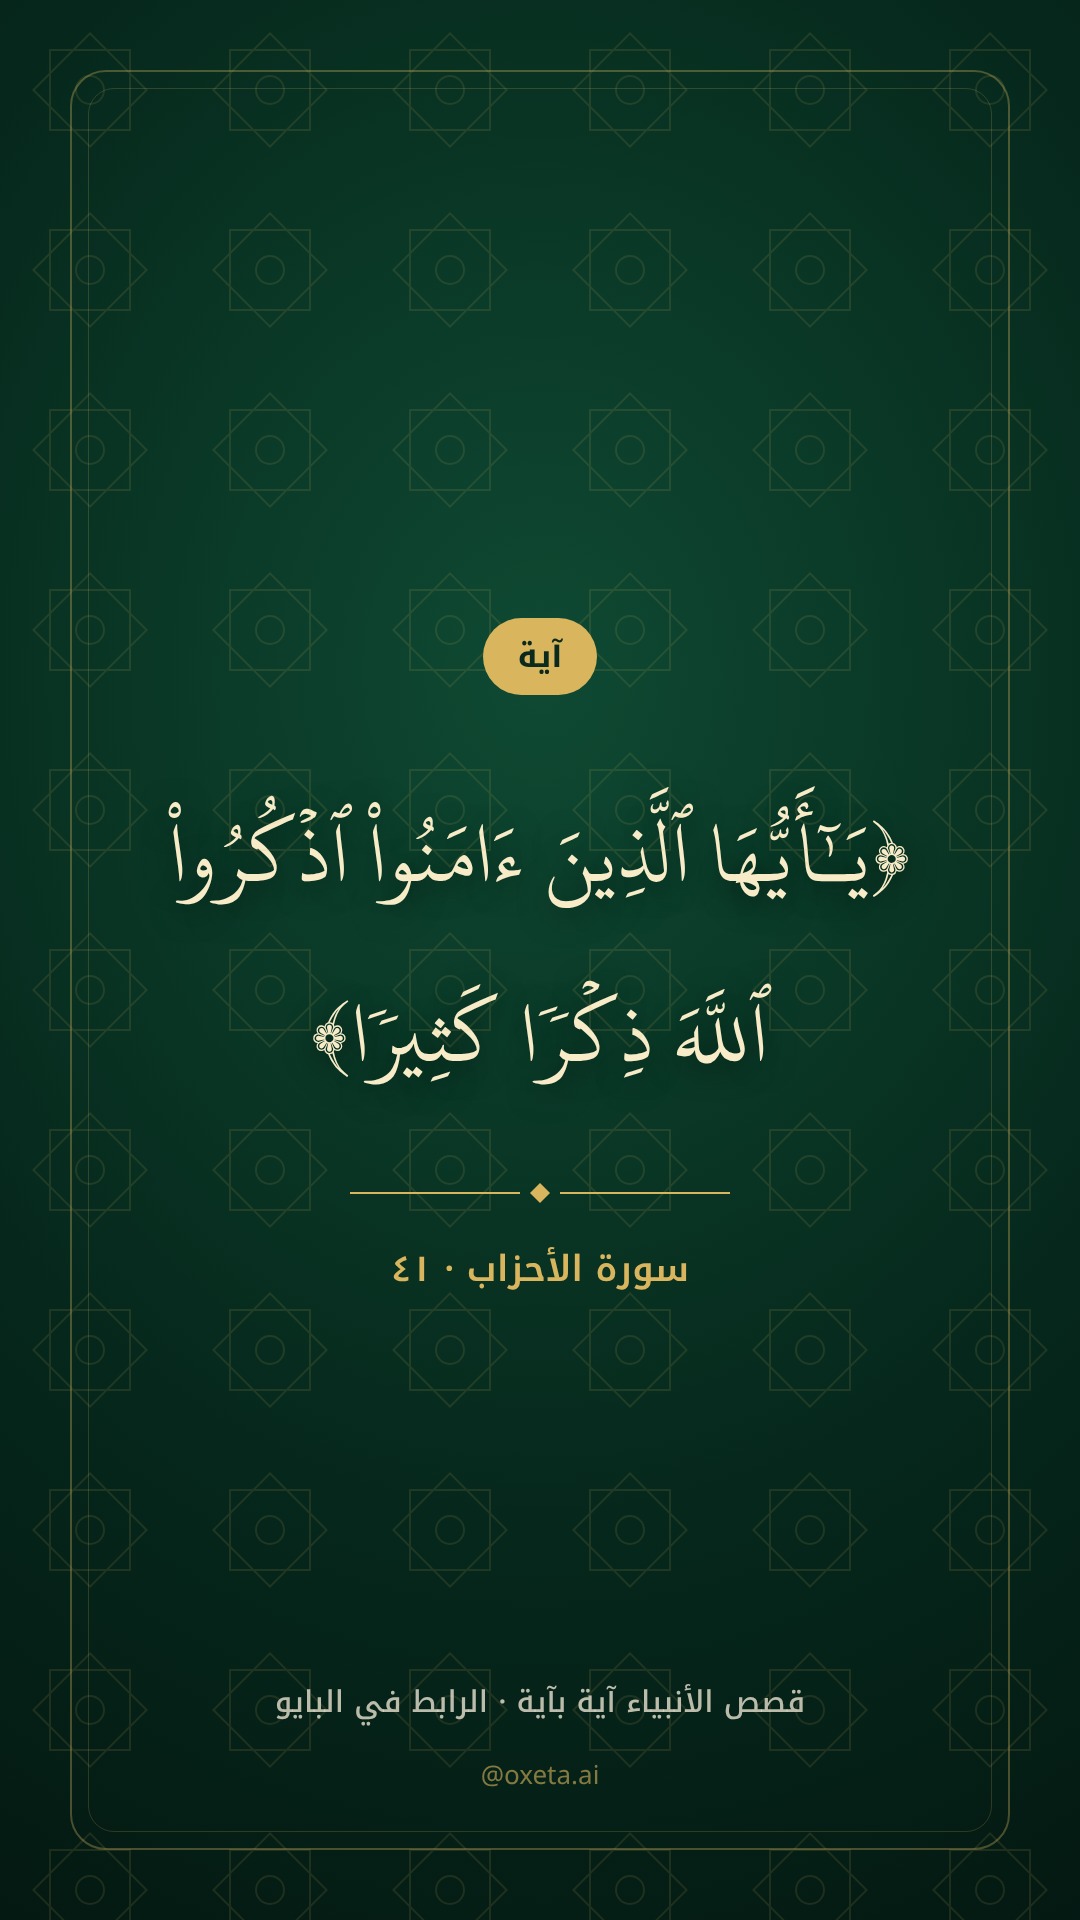 آية
﴿يَـٰٓأَيُّهَا ٱلَّذِينَ ءَامَنُوا۟ ٱذْكُرُوا۟
ٱللَّهَ ذِكْرًۭا كَثِيرًۭا﴾
سورة الأحزاب · ٤١
قصص الأنبياء آية بآية · الرابط في البايو
@oxeta.ai